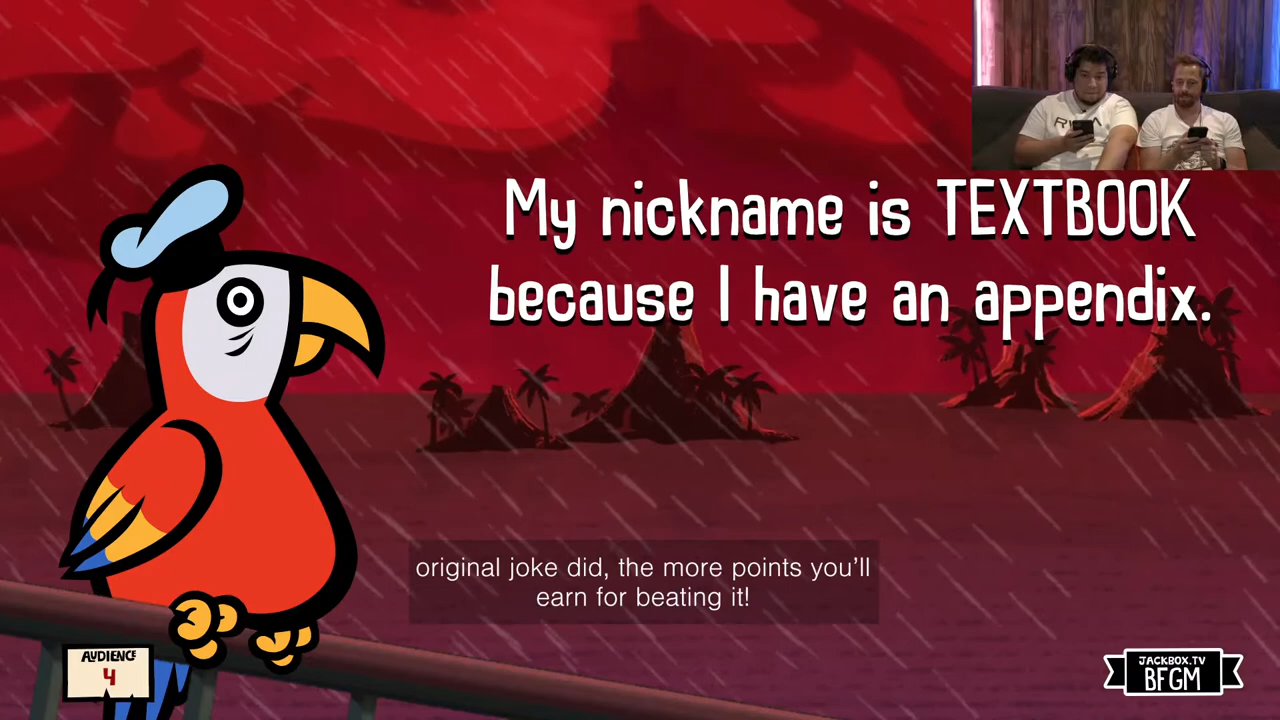 My nickname is TEXTBOOK
because I have an appendix.
original joke did, the more points you'll
earn for beating it!
AUDIENCE
4
JACKBOX.TV
BFGM